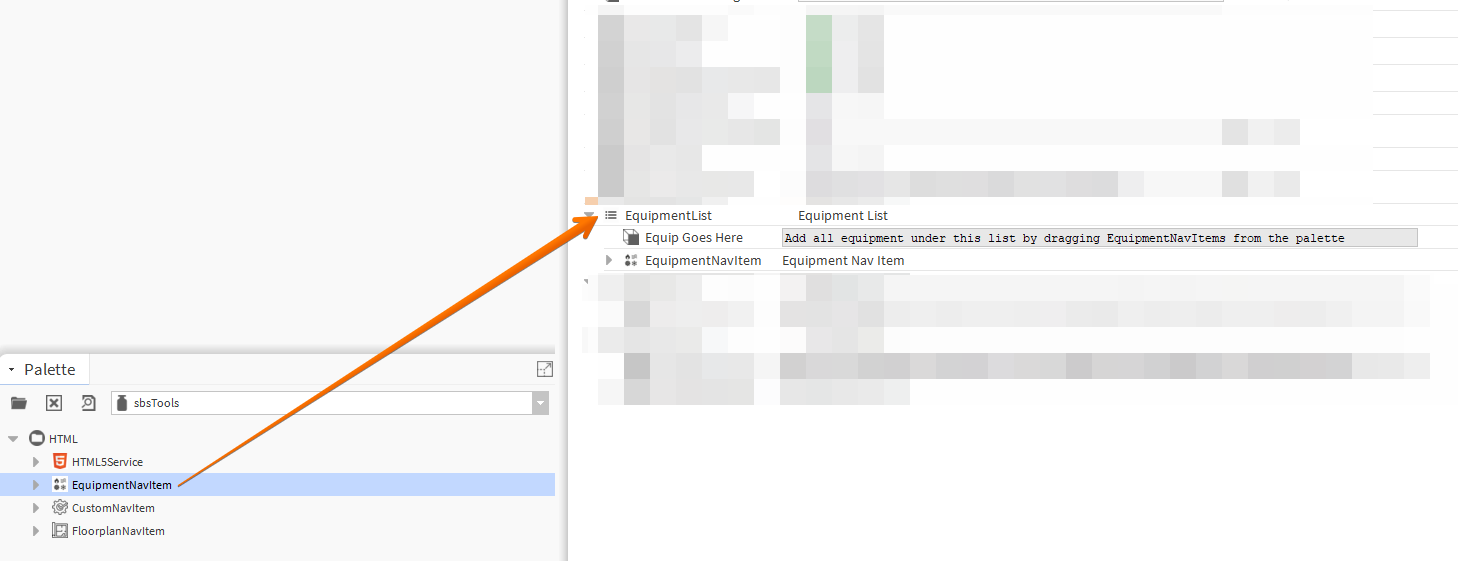 EquipmentList Equipment List
Equip Goes Here Add all equipment under this list by dragging EquipmentNavItems from the palette
EquipmentNavItem Equipment Nav Item
Palette
sbsTools
HTML
HTML5Service
EquipmentNavItem
CustomNavItem
FloorplanNavItem